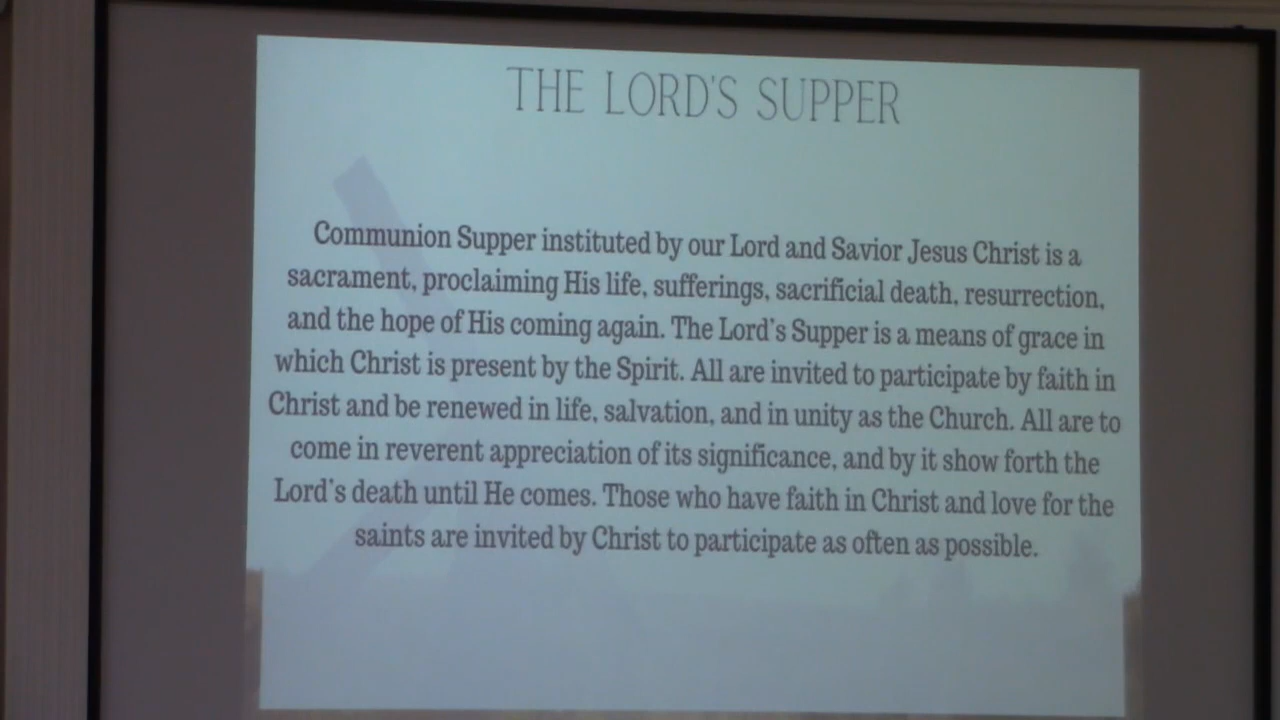 THE LORD'S SUPPER
Communion Supper instituted by our Lord and Savior Jesus Christ is a
sacrament, proclaiming His life, sufferings, sacrificial death, resurrection,
and the hope of His coming again. The Lord's Supper is a means of grace in
which Christ is present by the Spirit. All are invited to participate by faith in
Christ and be renewed in life, salvation, and in unity as the Church. All are to
come in reverent appreciation of its significance, and by it show forth the
Lord's death until He comes. Those who have faith in Christ and love for the
saints are invited by Christ to participate as often as possible.